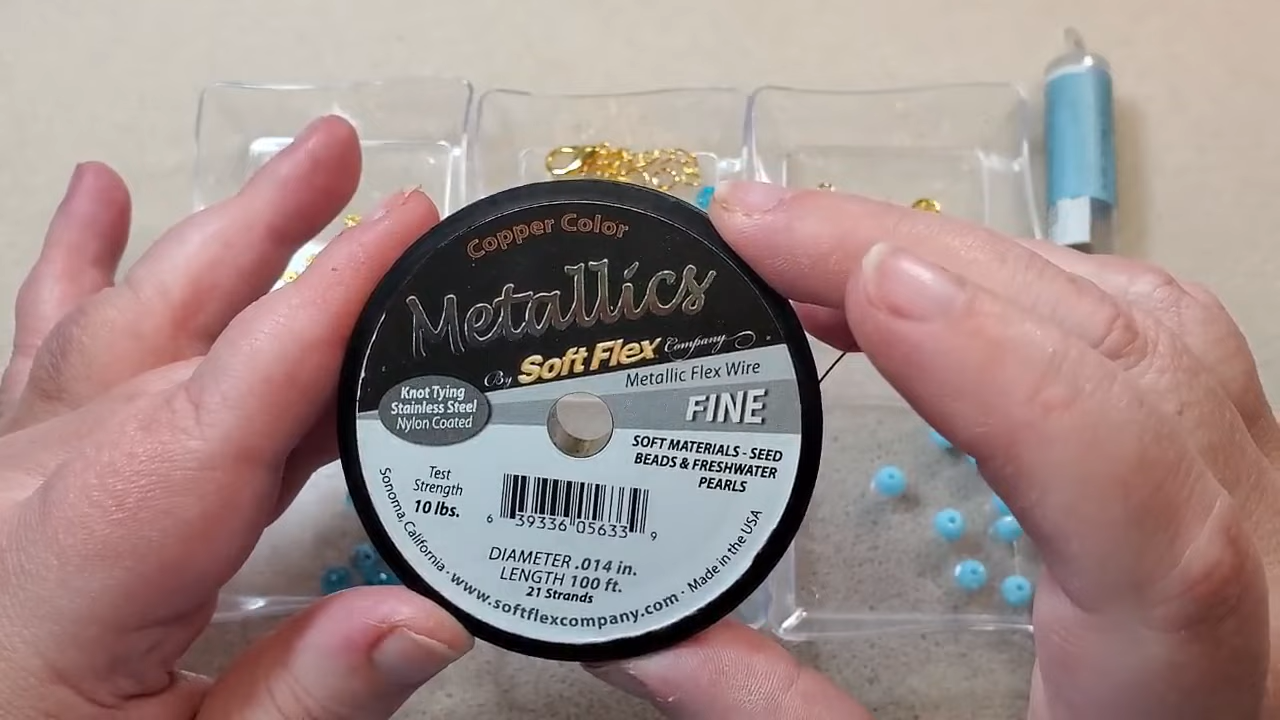 Copper Color
Metallics
By Soft Flex Company
Metallic Flex Wire
FINE
Knot Tying
Stainless Steel
Nylon Coated
SOFT MATERIALS - SEED
BEADS & FRESHWATER
PEARLS
Test
Strength
10 lbs.
6 39336 05633 9
DIAMETER .014 in.
LENGTH 100 ft.
21 Strands
Sonoma, California · www.softflexcompany.com · Made in the USA